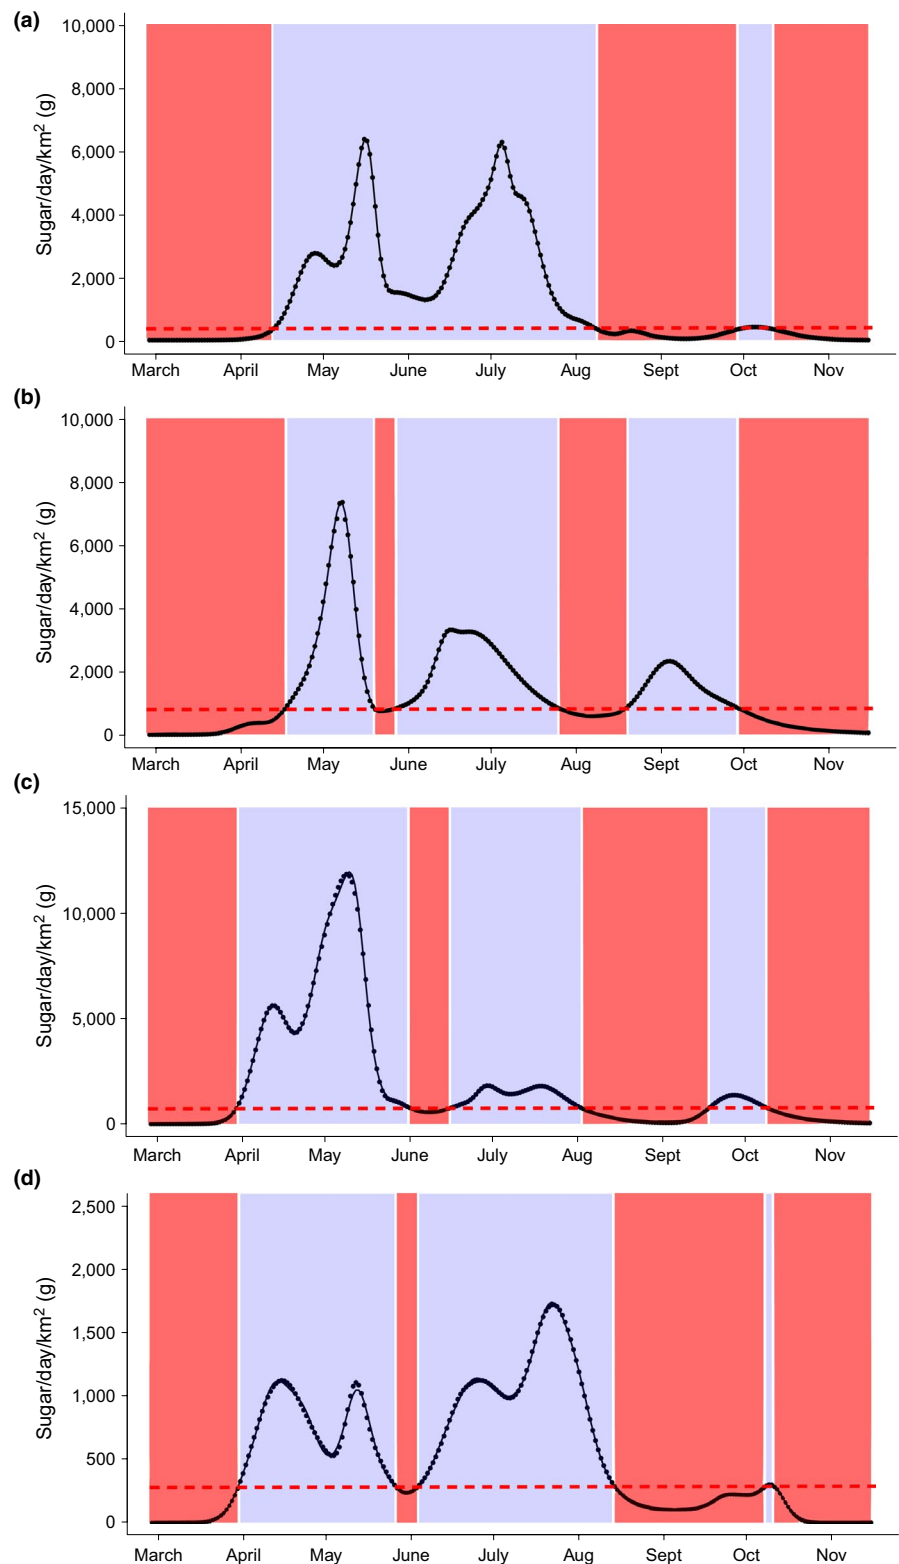 (a)
10,000
8,000
6,000
4,000
2,000
0
Sugar/day/km² (g)
March April May June July Aug Sept Oct Nov
(b)
10,000
8,000
6,000
4,000
2,000
0
Sugar/day/km² (g)
March April May June July Aug Sept Oct Nov
(c)
15,000
10,000
5,000
0
Sugar/day/km² (g)
March April May June July Aug Sept Oct Nov
(d)
2,500
2,000
1,500
1,000
500
0
Sugar/day/km² (g)
March April May June July Aug Sept Oct Nov